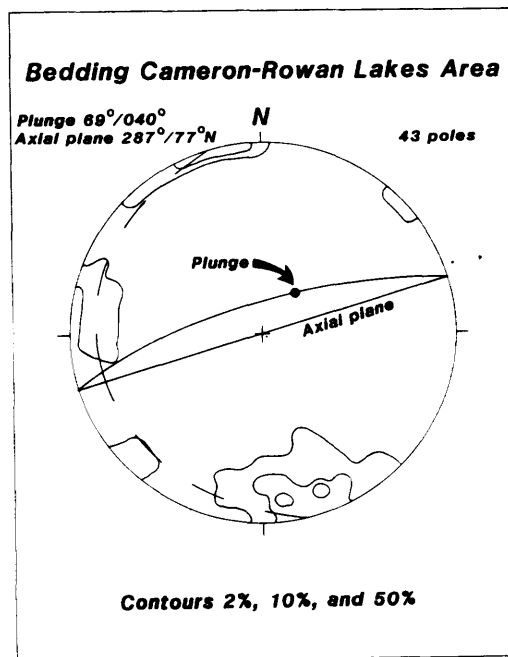 Bedding Cameron-Rowan Lakes Area
Plunge 69°/040°
Axial plane 287°/77°N
N
43 poles
Plunge
Axial plane
Contours 2%, 10%, and 50%